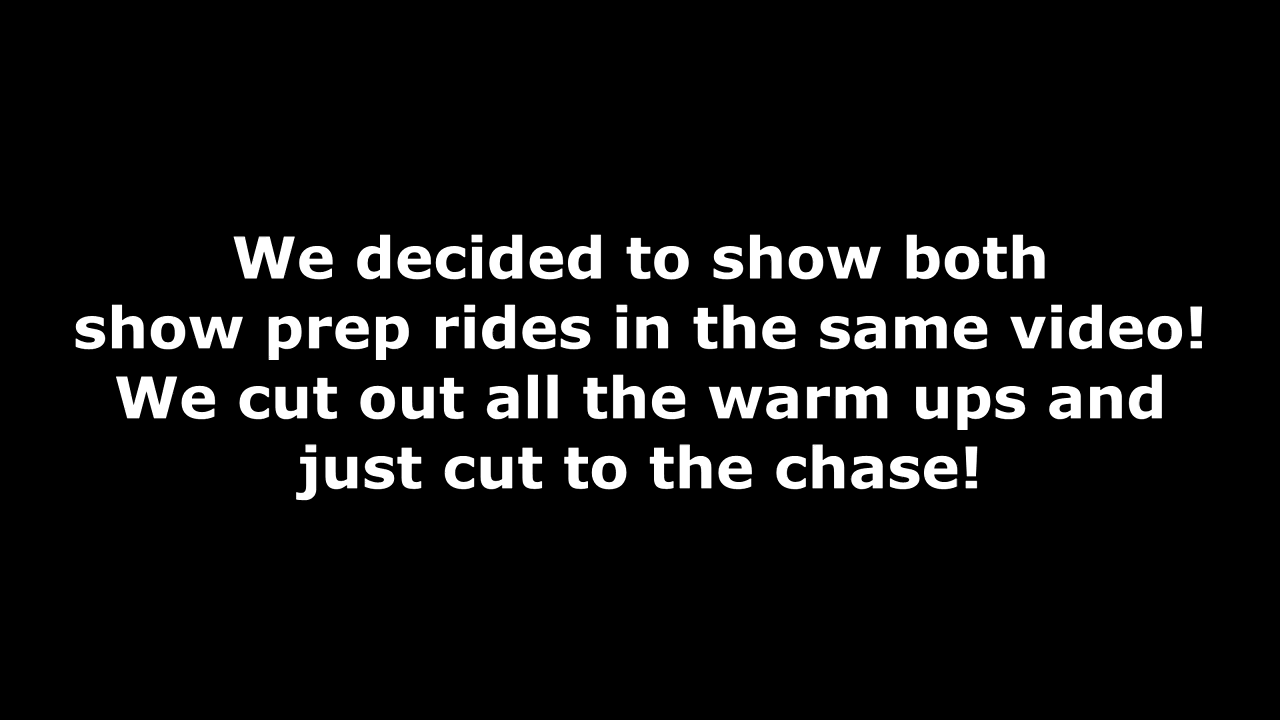 We decided to show both
show prep rides in the same video!
We cut out all the warm ups and
just cut to the chase!